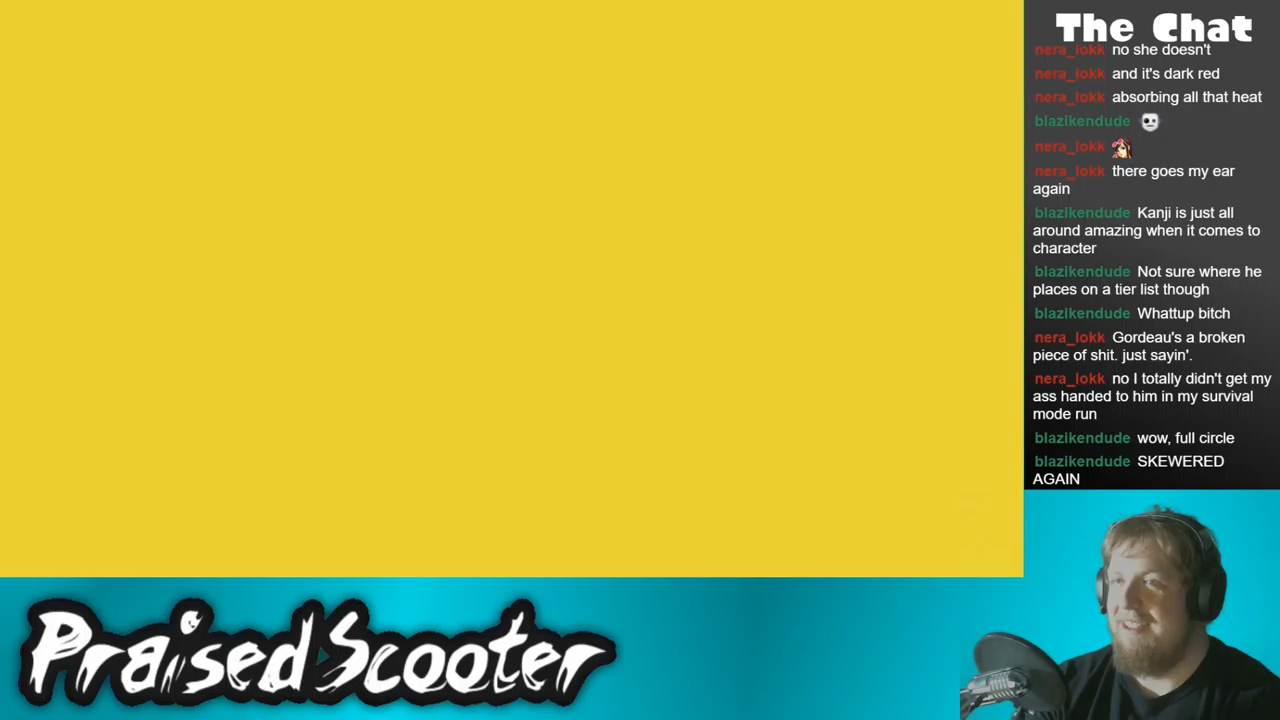 The Chat
nera_lokk no she doesn't
nera_lokk and it's dark red
nera_lokk absorbing all that heat
blazikendude
nera_lokk
nera_lokk there goes my ear
again
blazikendude Kanji is just all
around amazing when it comes to
character
blazikendude Not sure where he
places on a tier list though
blazikendude Whattup bitch
nera_lokk Gordeau's a broken
piece of shit. just sayin'.
nera_lokk no I totally didn't get my
ass handed to him in my survival
mode run
blazikendude wow, full circle
blazikendude SKEWERED
AGAIN
PraisedScooter